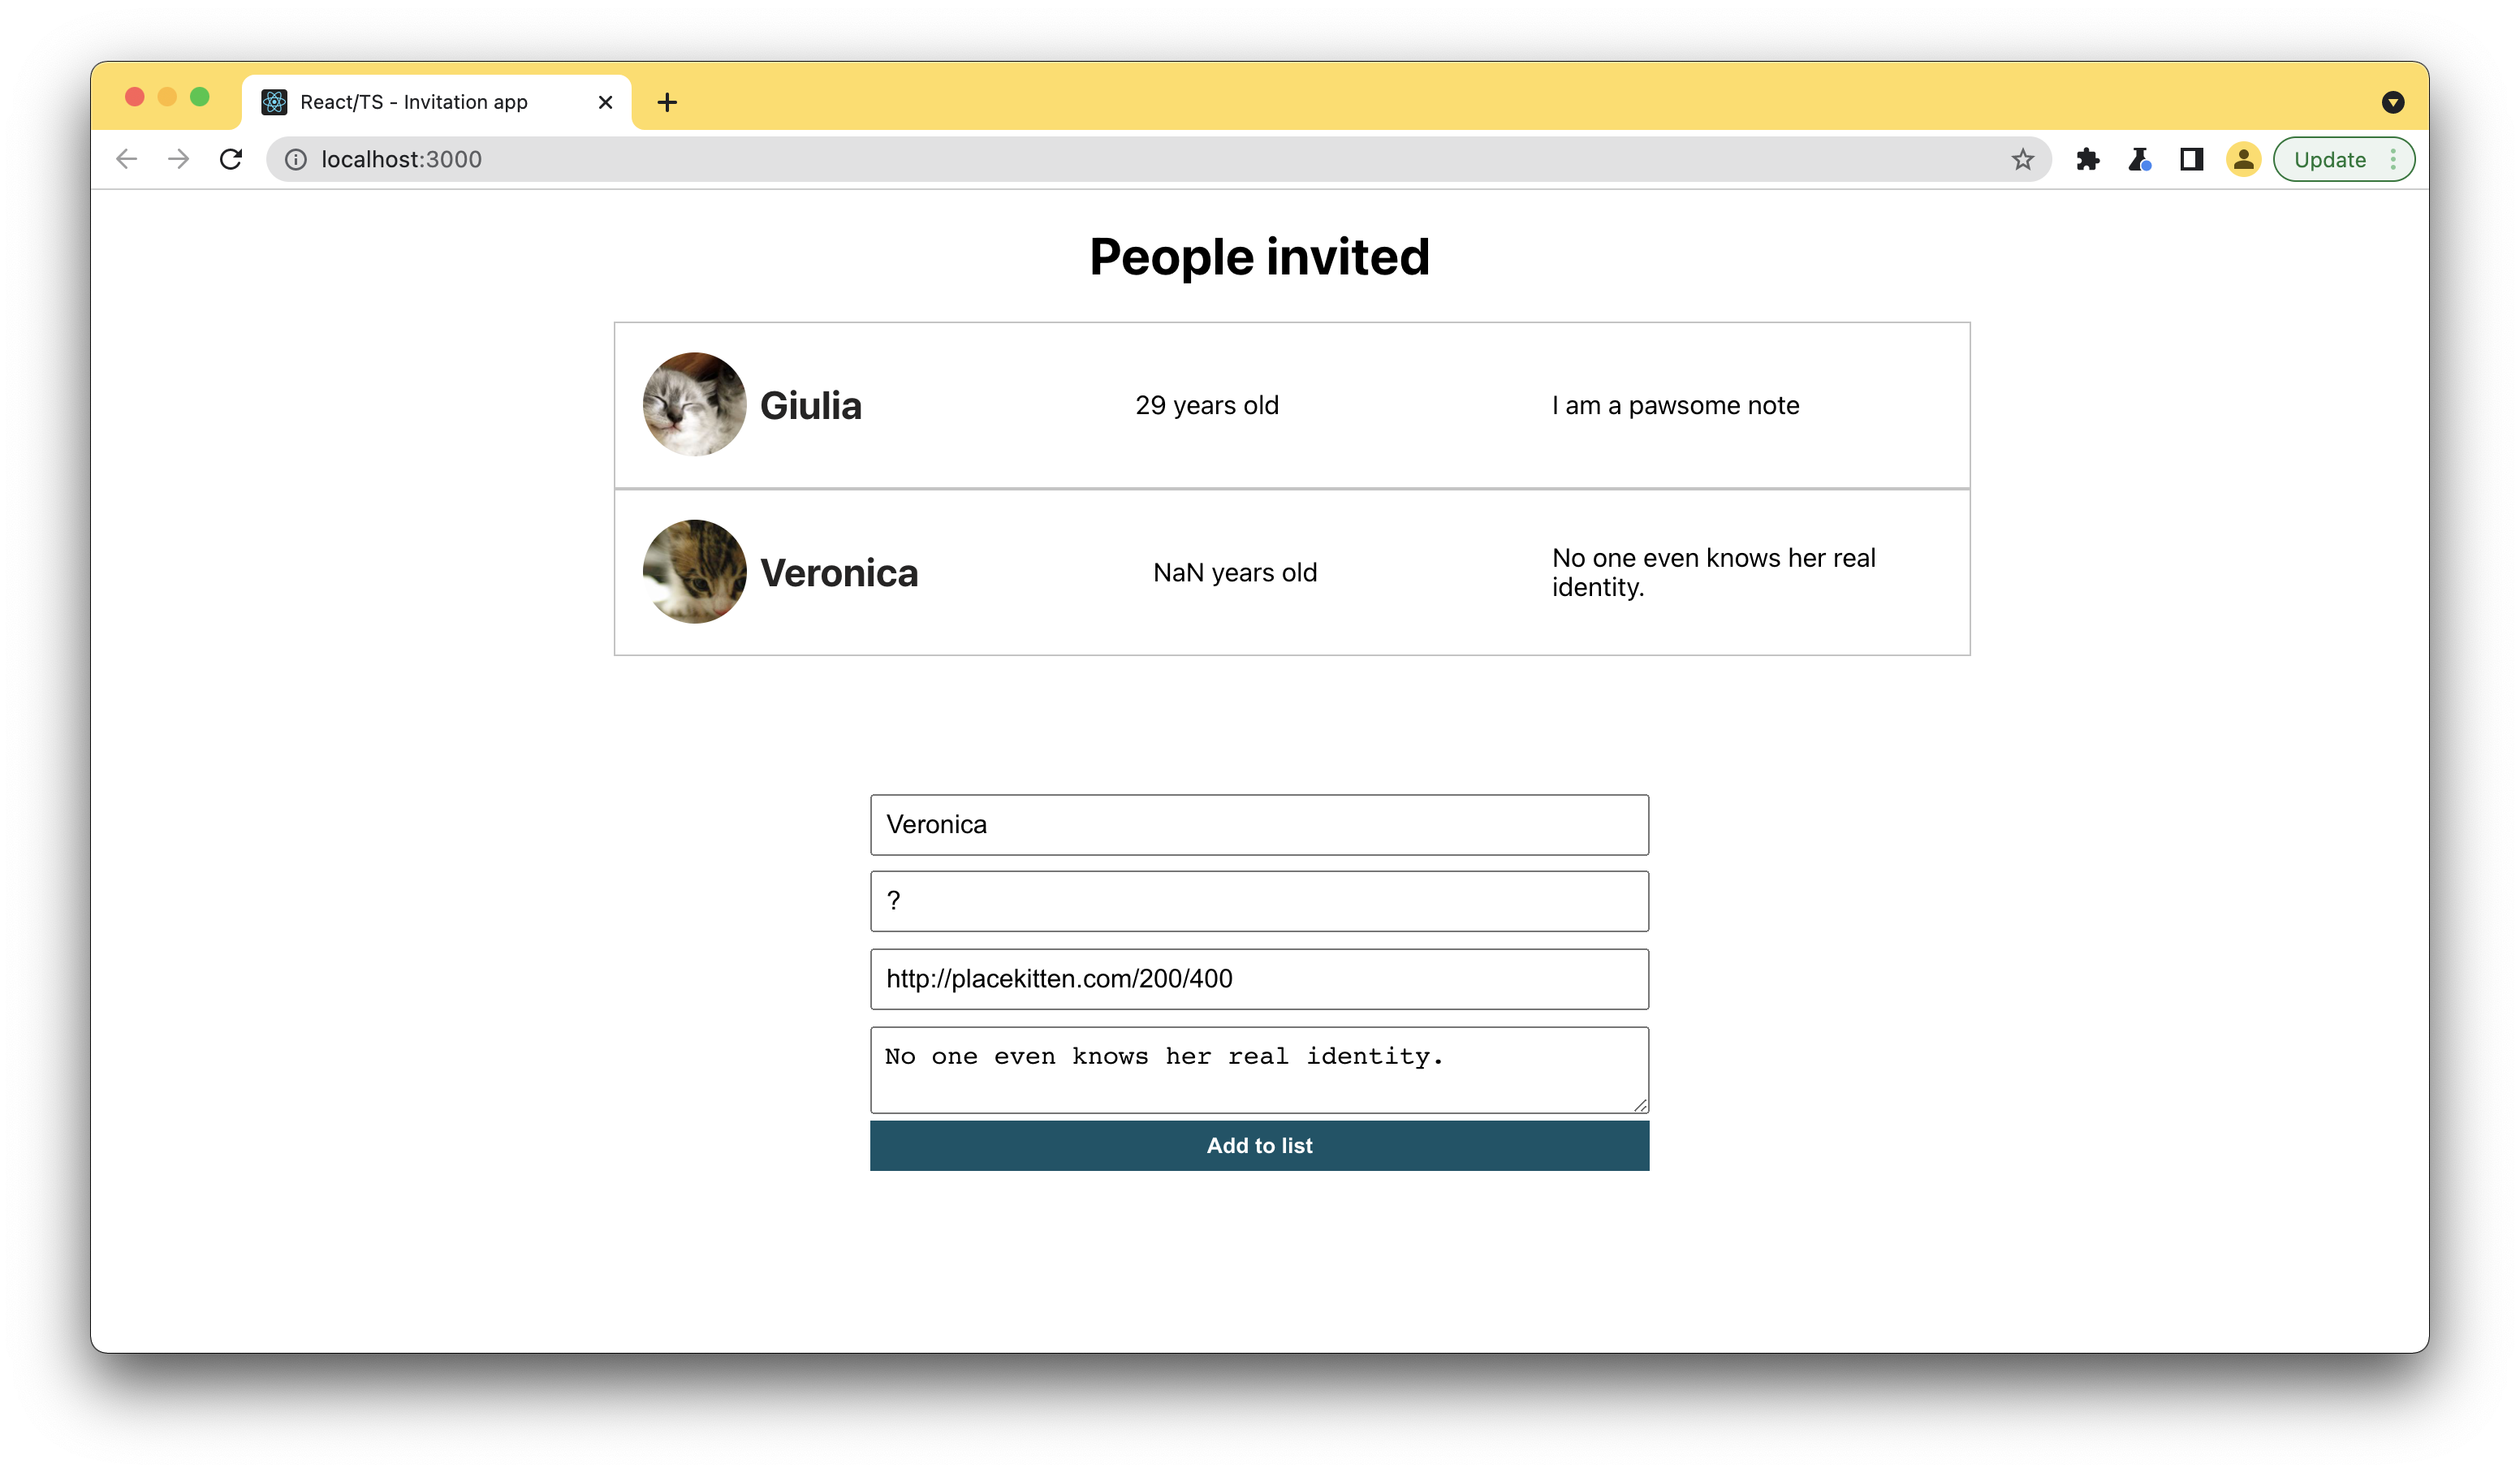 React/TS - Invitation app
localhost:3000
Update
People invited
Giulia
29 years old
I am a pawsome note
Veronica
NaN years old
No one even knows her real
identity.
Veronica
?
http://placekitten.com/200/400
No one even knows her real identity.
Add to list